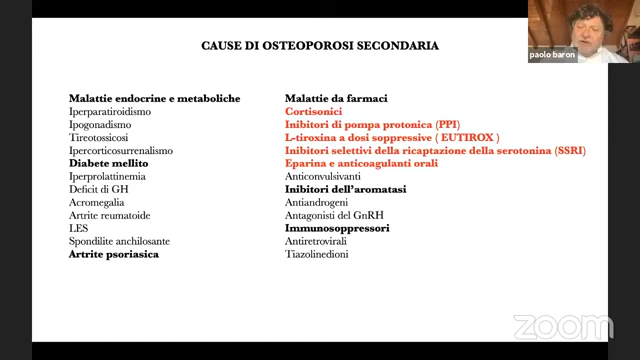 CAUSE DI OSTEOPOROSI SECONDARIA
paolo baron
Malattie endocrine e metaboliche
Iperparatiroidismo
Ipogonadismo
Tireotossicosi
Ipercorticosurrenalismo
Diabete mellito
Iperprolattinemia
Deficit di GH
Acromegalia
Artrite reumatoide
LES
Spondilite anchilosante
Artrite psoriasica
Malattie da farmaci
Cortisonici
Inibitori di pompa protonica (PPI)
L-tiroxina a dosi soppressive ( EUTIROX )
Inibitori selettivi della ricaptazione della serotonina (SSRI)
Eparina e anticoagulanti orali
Anticonvulsivanti
Inibitori dell'aromatasi
Antiandrogeni
Antagonisti del GnRH
Immunosoppressori
Antiretrovirali
Tiazolinedioni
zoom